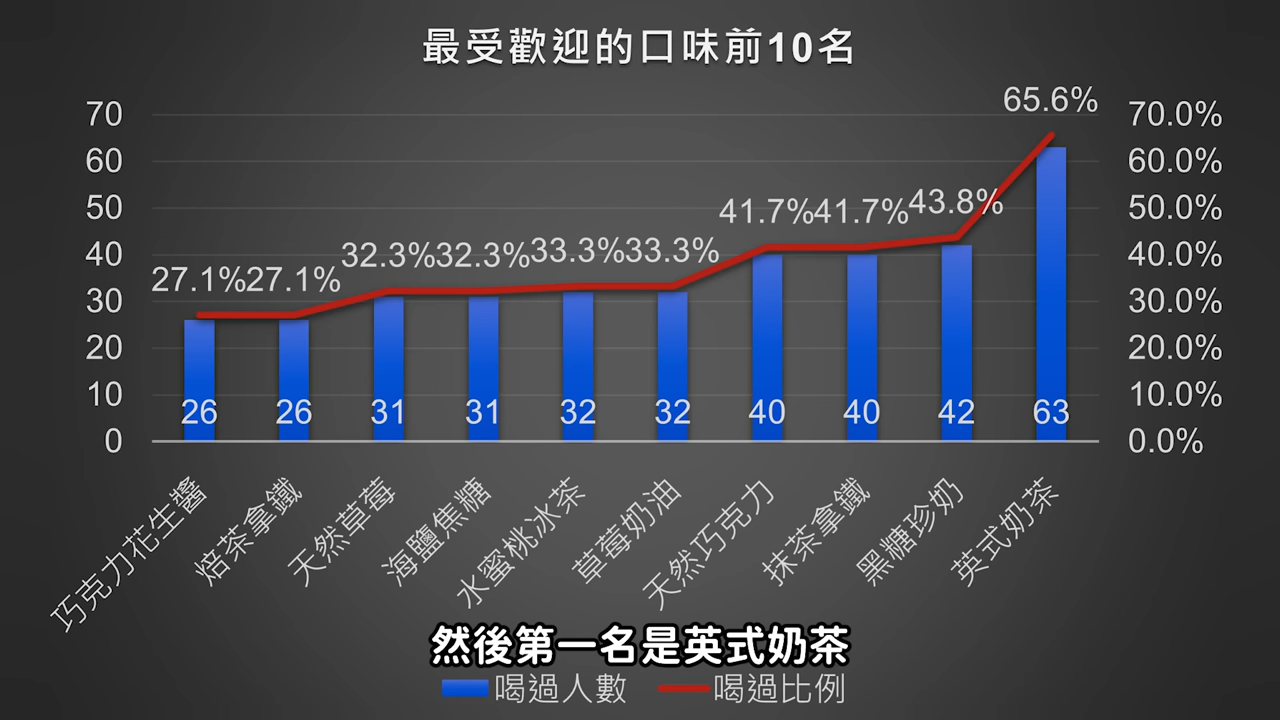 最受歡迎的口味前10名
65.6%
70 70.0%
60 60.0%
50 41.7% 41.7% 43.8% 50.0%
40 32.3% 32.3% 33.3% 33.3% 40.0%
27.1% 27.1%
30 30.0%
20 20.0%
10 10.0%
26 26 31 31 32 32 40 40 42 63
0 0.0%
巧克力花生醬
焙茶拿鐵
天然草莓
海鹽焦糖
水蜜桃冰茶
草莓奶油
天然巧克力
抹茶拿鐵
黑糖珍奶
英式奶茶
然後第一名是英式奶茶
喝過人數 喝過比例